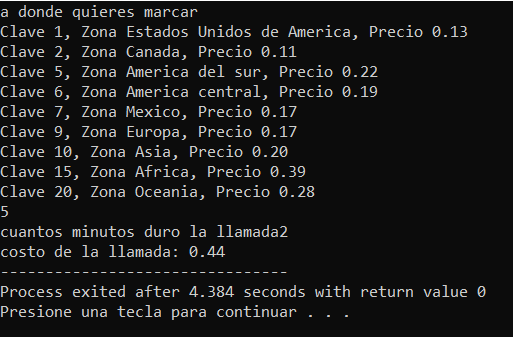 a donde quieres marcar
Clave 1, Zona Estados Unidos de America, Precio 0.13
Clave 2, Zona Canada, Precio 0.11
Clave 5, Zona America del sur, Precio 0.22
Clave 6, Zona America central, Precio 0.19
Clave 7, Zona Mexico, Precio 0.17
Clave 9, Zona Europa, Precio 0.17
Clave 10, Zona Asia, Precio 0.20
Clave 15, Zona Africa, Precio 0.39
Clave 20, Zona Oceania, Precio 0.28
5
cuantos minutos duro la llamada2
costo de la llamada: 0.44
--------------------------------
Process exited after 4.384 seconds with return value 0
Presione una tecla para continuar . . .